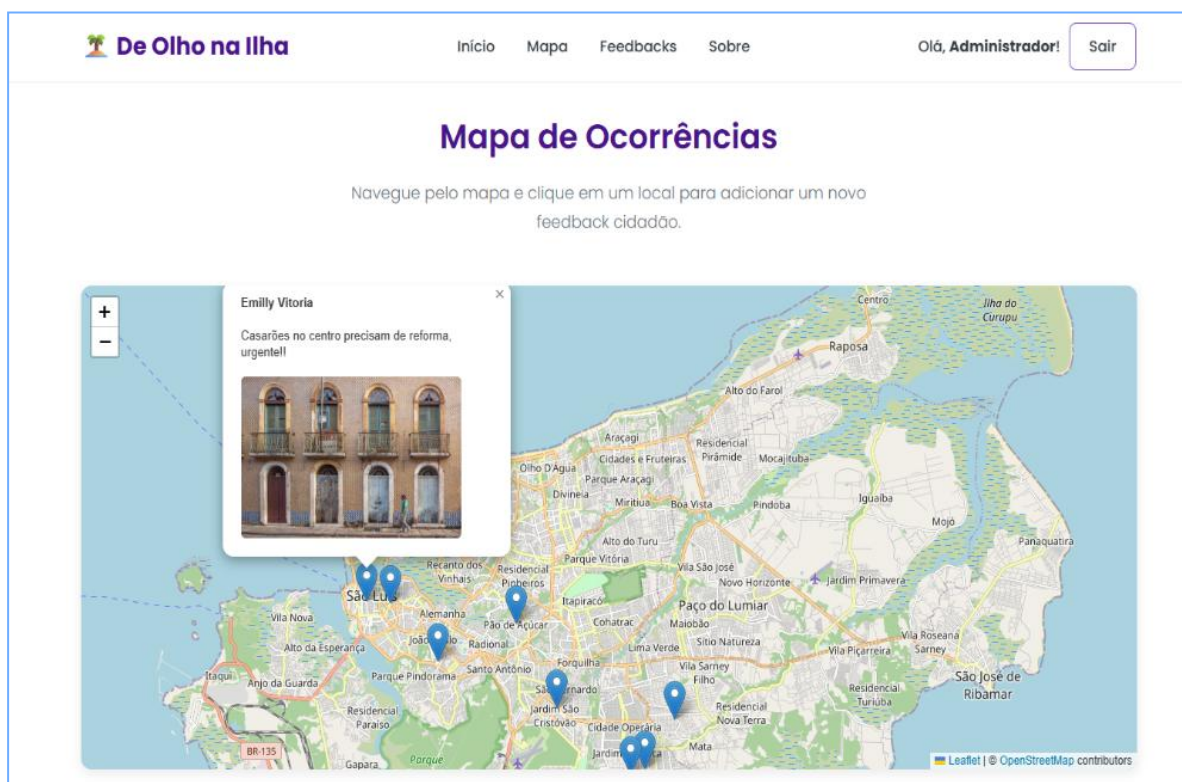 De Olho na Ilha
Início Mapa Feedbacks Sobre
Olá, Administrador! Sair
Mapa de Ocorrências
Navegue pelo mapa e clique em um local para adicionar um novo
feedback cidadão.
+
−
Emilly Vitoria
×
Casarões no centro precisam de reforma,
urgente!!
Centro
Ilha do
Curupu
Raposa
Alto do Farol
Araçagi
Cidades e Fruteiras
Residencial
Pirâmide
Mocajituba
Olho D'Água
Parque Araçagi
Divineia
Miritiua
Boa Vista
Pindoba
Iguaíba
Mojó
Panaquatira
Alto do Turu
Parque Vitória
Vila São José
Recanto dos
Vinhais
Residencial
Pinheiros
Novo Horizonte
Jardim Primavera
São Luís
Itapiracó
Paço do Lumiar
Vila Nova
Alemanha
Pão de Açúcar
Cohatrac
Maiobão
Alto da Esperança
Radional
Lima Verde
Sítio Natureza
Vila Roseana
Sarney
Vila Piçarreira
Itaqui
Anjo da Guarda
Parque Pindorama
Santo Antônio
Forquilha
Vila Sarney
Filho
São José de
Ribamar
Jardim São
Cristóvão
Residencial
Turiúba
Residencial
Paraíso
Cidade Operária
Residencial
Nova Terra
BR-135
Gapara
Parque
Mata
Leaflet | © OpenStreetMap contributors